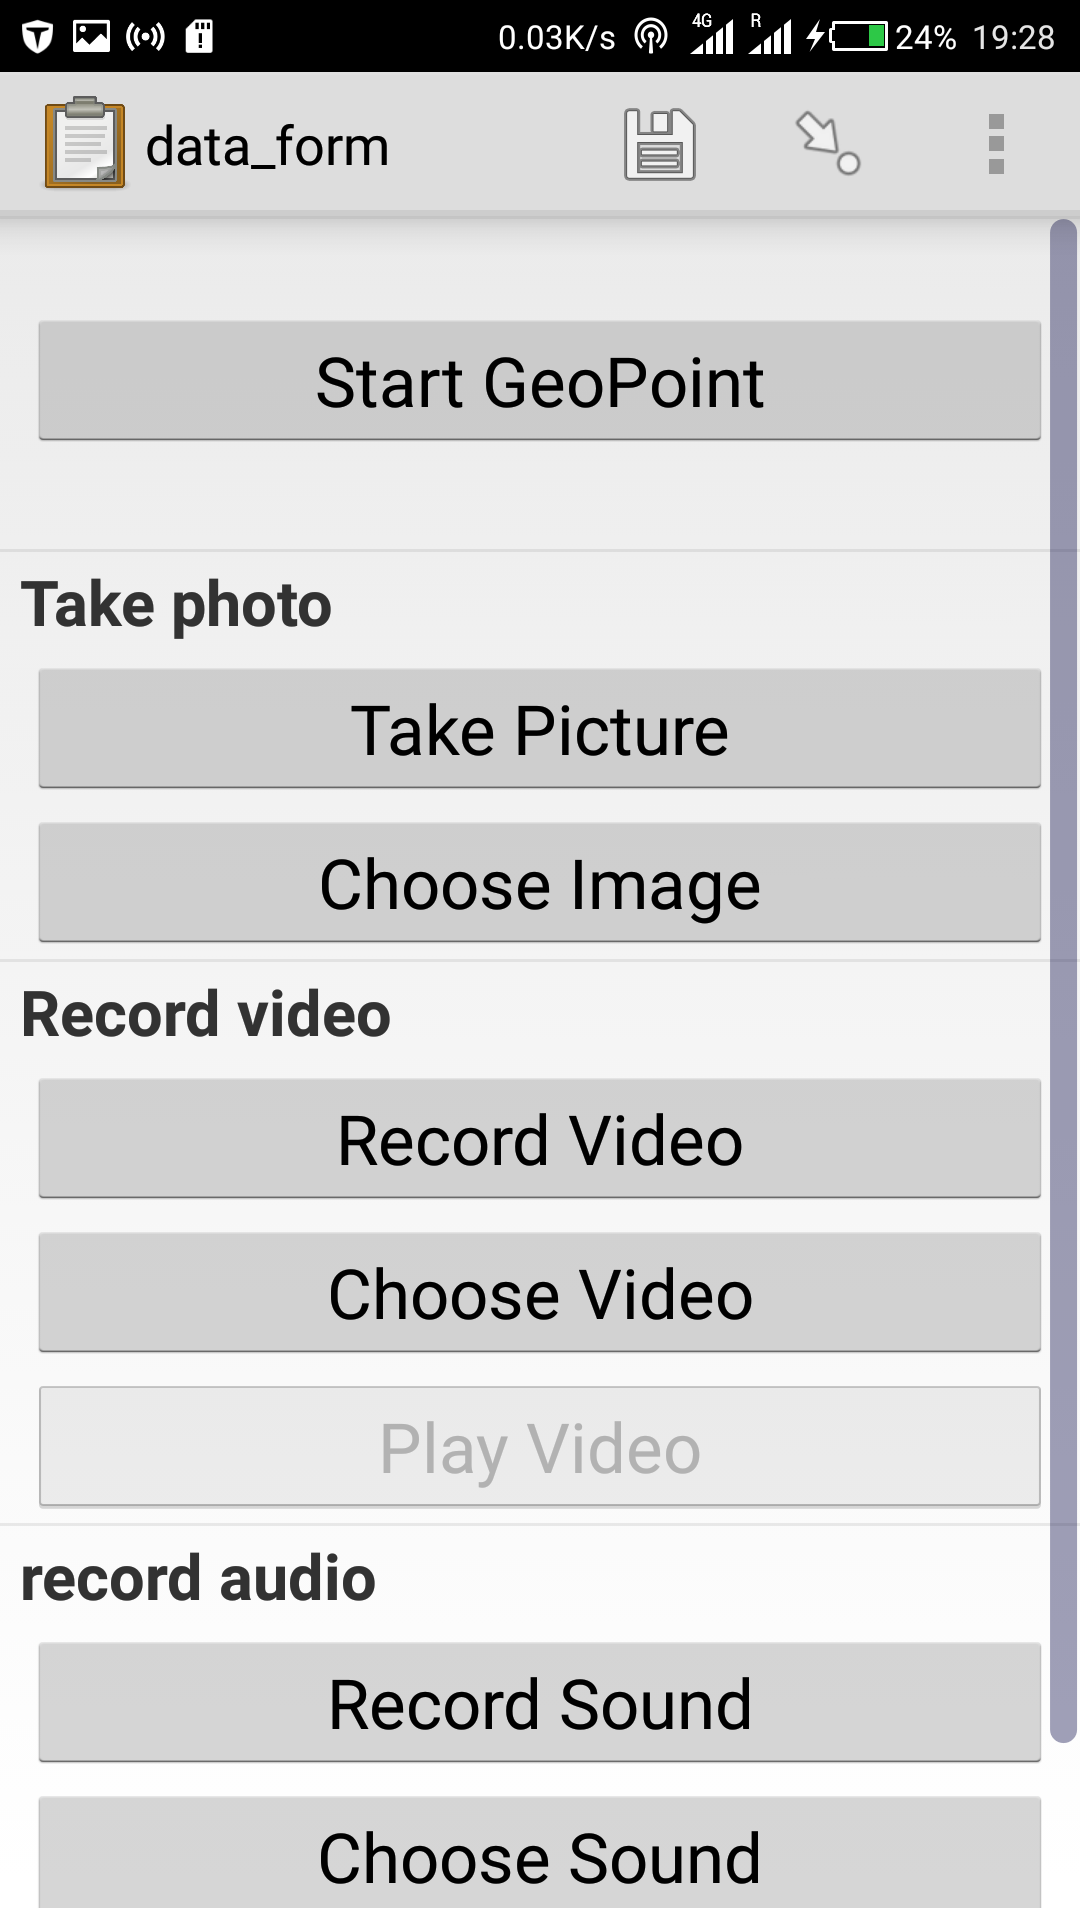 0.03K/s 4G R 24% 19:28
data_form
Start GeoPoint
Take photo
Take Picture
Choose Image
Record video
Record Video
Choose Video
Play Video
record audio
Record Sound
Choose Sound